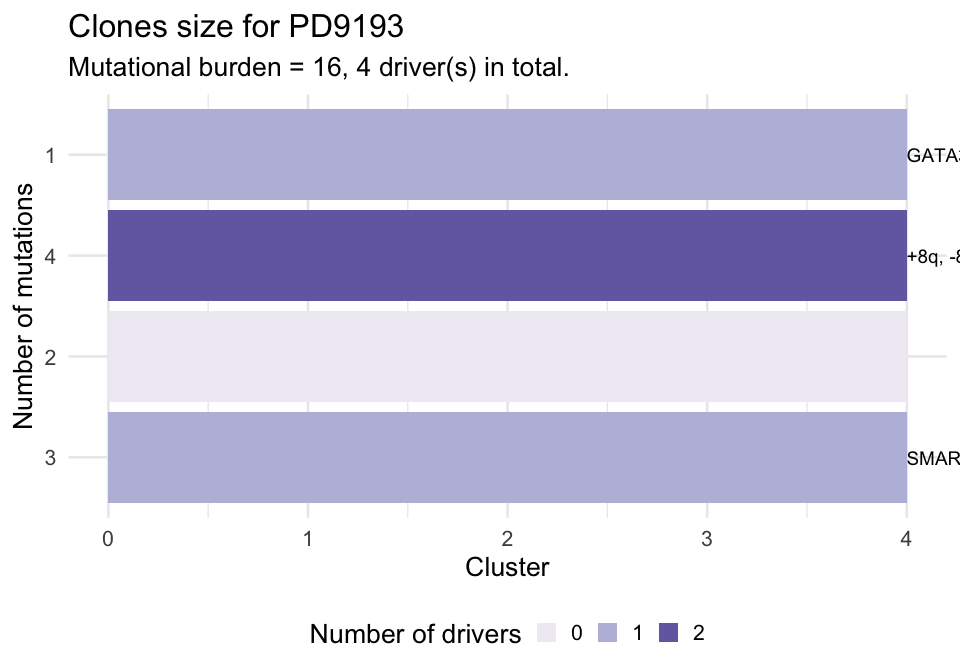 Clones size for PD9193
Mutational burden = 16, 4 driver(s) in total.
Number of mutations
1
4
2
3
+8q,
0 1 2 3 4
Cluster
Number of drivers 0 1 2